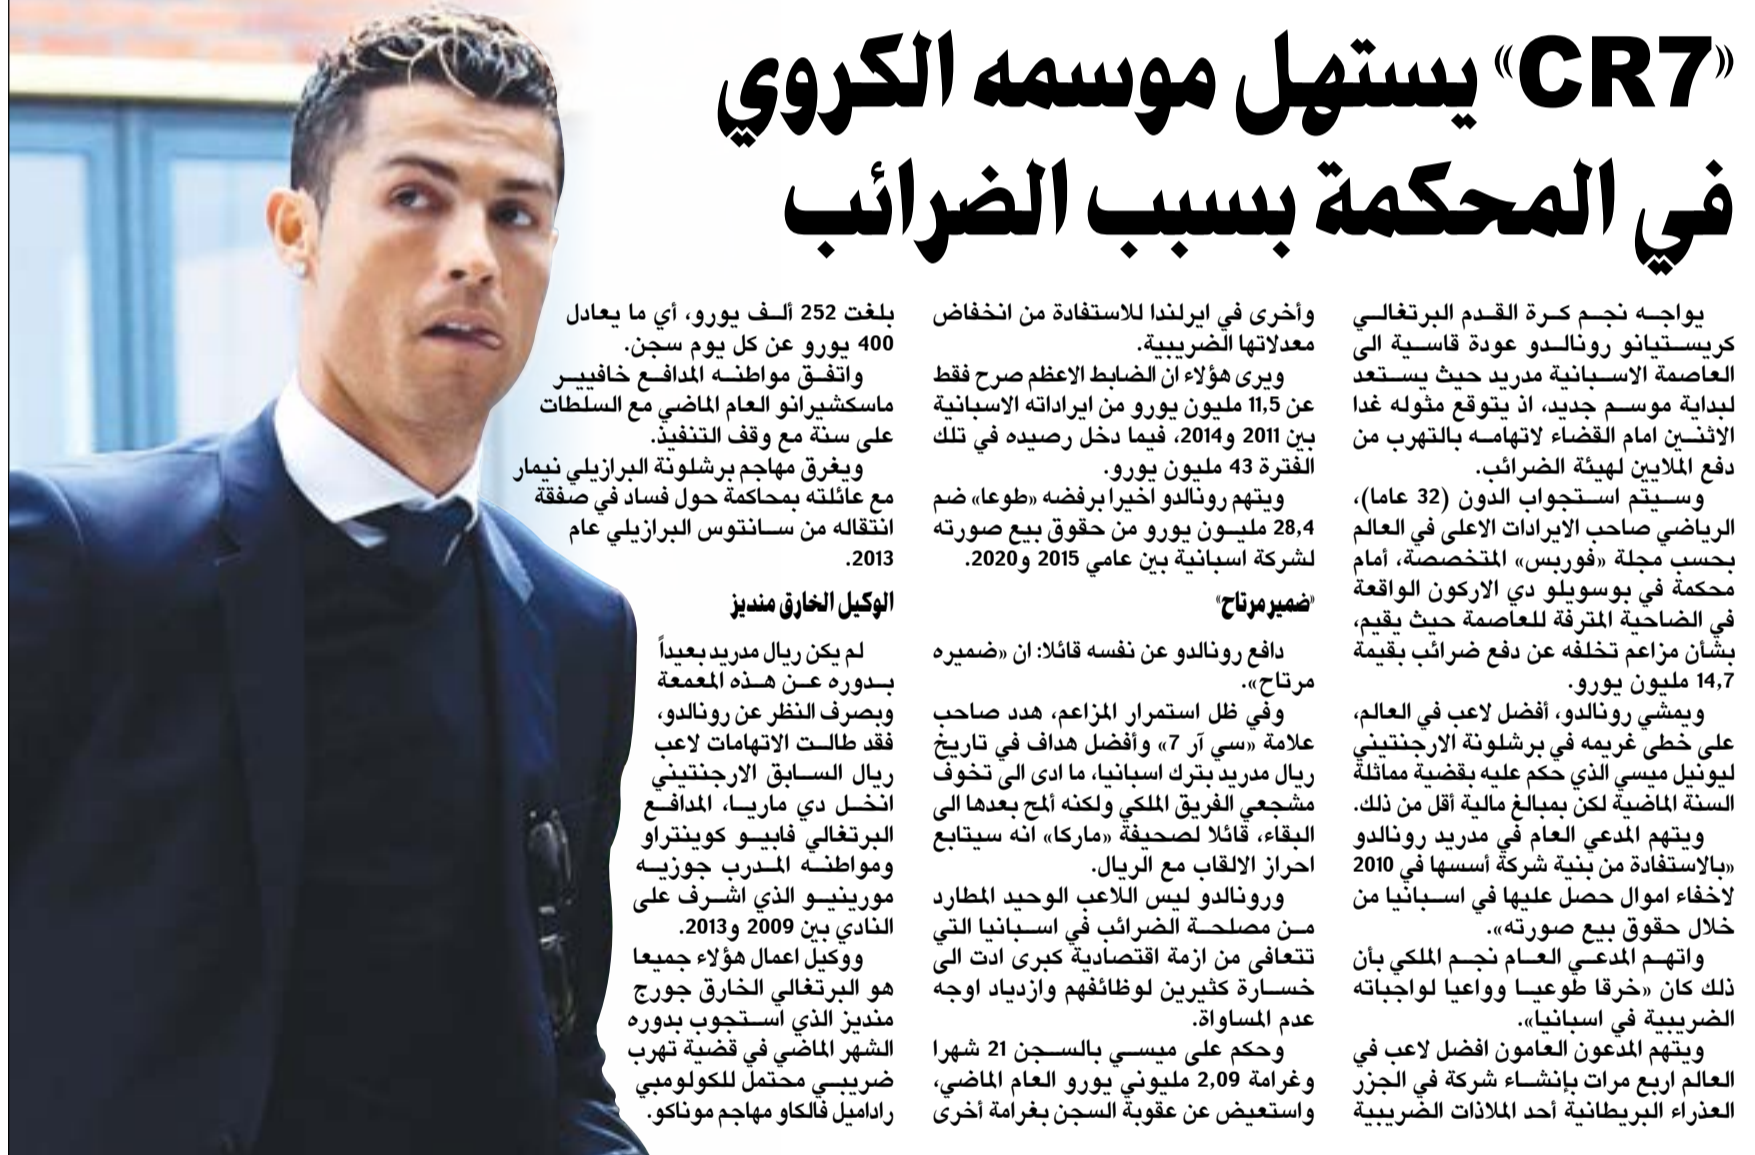 «CR7» يستهل موسمه الكروي
في المحكمة بسبب الضرائب
يواجه نجم كرة القدم البرتغالي
كريستيانو رونالدو عودة قاسية الى
العاصمة الاسبانية مدريد حيث يستعد
لبداية موسم جديد، اذ يتوقع مثوله غدا
الاثنين امام القضاء لاتهامه بالتهرب من
دفع الملايين لهيئة الضرائب.
وسيتم استجواب الدون (32 عاما)،
الرياضي صاحب الايرادات الاعلى في العالم
بحسب مجلة «فوربس» المتخصصة، أمام
محكمة في بوسويلو دي الاركون الواقعة
في الضاحية المترفة للعاصمة حيث يقيم،
بشأن مزاعم تخلفه عن دفع ضرائب بقيمة
14,7 مليون يورو.
ويمشي رونالدو، أفضل لاعب في العالم،
على خطى غريمه في برشلونة الارجنتيني
ليونيل ميسي الذي حكم عليه بقضية مماثلة
السنة الماضية لكن بمبالغ مالية أقل من ذلك.
ويتهم المدعي العام في مدريد رونالدو
«بالاستفادة من بنية شركة أسسها في 2010
لاخفاء اموال حصل عليها في اسبانيا من
خلال حقوق بيع صورته».
واتهم المدعي العام نجم الملكي بأن
ذلك كان «خرقا طوعيا وواعيا لواجباته
الضريبية في اسبانيا».
ويتهم المدعون العامون افضل لاعب في
العالم اربع مرات بإنشاء شركة في الجزر
العذراء البريطانية أحد الملاذات الضريبية
وأخرى في ايرلندا للاستفادة من انخفاض
معدلاتها الضريبية.
ويرى هؤلاء ان الضابط الاعظم صرح فقط
عن 11,5 مليون يورو من ايراداته الاسبانية
بين 2011 و2014، فيما دخل رصيده في تلك
الفترة 43 مليون يورو.
ويتهم رونالدو اخيرا برفضه «طوعا» ضم
28,4 مليون يورو من حقوق بيع صورته
لشركة اسبانية بين عامي 2015 و2020.
«ضمير مرتاح»
دافع رونالدو عن نفسه قائلا: ان «ضميره
مرتاح».
وفي ظل استمرار المزاعم، هدد صاحب
علامة «سي آر 7» وأفضل هداف في تاريخ
ريال مدريد بترك اسبانيا، ما ادى الى تخوف
مشجعي الفريق الملكي ولكنه ألمح بعدها الى
البقاء، قائلا لصحيفة «ماركا» انه سيتابع
احراز الالقاب مع الريال.
ورونالدو ليس اللاعب الوحيد المطارد
من مصلحة الضرائب في اسبانيا التي
تتعافى من ازمة اقتصادية كبرى ادت الى
خسارة كثيرين لوظائفهم وازدياد اوجه
عدم المساواة.
وحكم على ميسي بالسجن 21 شهرا
وغرامة 2,09 مليوني يورو العام الماضي،
واستعيض عن عقوبة السجن بغرامة أخرى
بلغت 252 ألف يورو، أي ما يعادل
400 يورو عن كل يوم سجن.
واتفق مواطنه المدافع خافيير
ماسكشيرانو العام الماضي مع السلطات
على سنة مع وقف التنفيذ.
ويغرق مهاجم برشلونة البرازيلي نيمار
مع عائلته بمحاكمة حول فساد في صفقة
انتقاله من سانتوس البرازيلي عام
2013.
الوكيل الخارق منديز
لم يكن ريال مدريد بعيداً
بدوره عن هذه المعمعة
وبصرف النظر عن رونالدو،
فقد طالت الاتهامات لاعب
ريال السابق الارجنتيني
انخل دي ماريا، المدافع
البرتغالي فابيو كوينتراو
ومواطنه المدرب جوزيه
مورينيو الذي اشرف على
النادي بين 2009 و2013.
ووكيل اعمال هؤلاء جميعا
هو البرتغالي الخارق جورج
منديز الذي استجوب بدوره
الشهر الماضي في قضية تهرب
ضريبي محتمل للكولومبي
راداميل فالكاو مهاجم موناكو.